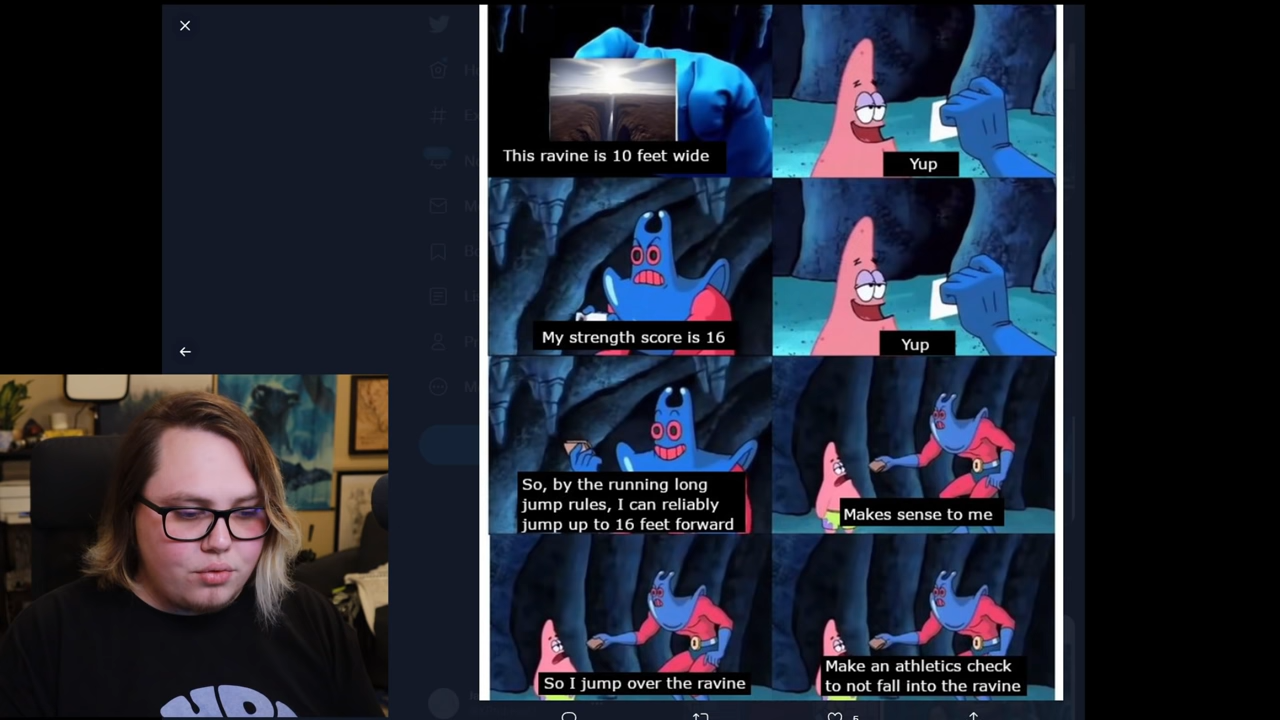 This ravine is 10 feet wide
Yup
My strength score is 16
Yup
So, by the running long
jump rules, I can reliably
jump up to 16 feet forward
Makes sense to me
So I jump over the ravine
Make an athletics check
to not fall into the ravine
5